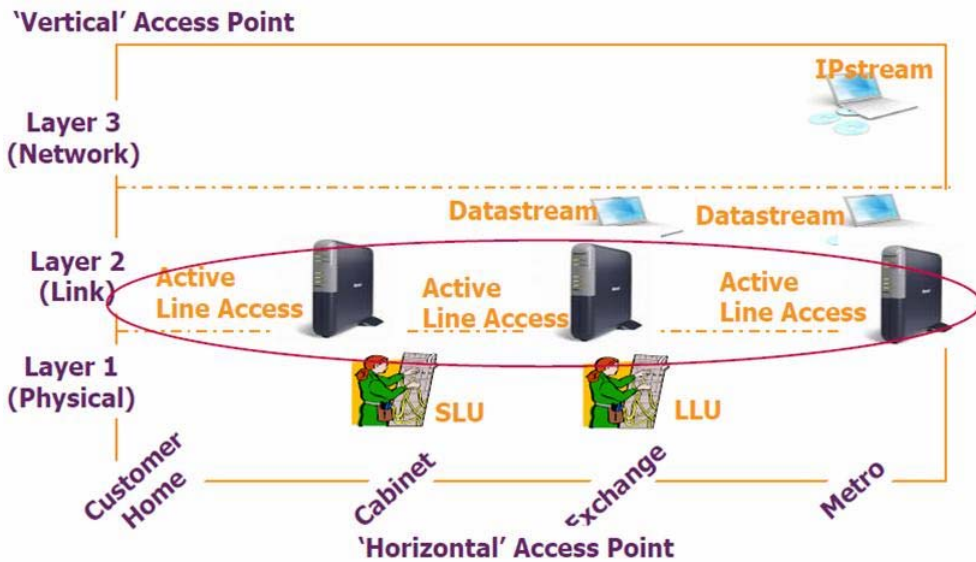 ‘Vertical’ Access Point
IPstream
Layer 3
(Network)
Datastream
Datastream
Layer 2
(Link)
Active
Line Access
Active
Line Access
Active
Line Access
Layer 1
(Physical)
SLU
LLU
Customer
Home
Cabinet
Exchange
Metro
‘Horizontal’ Access Point